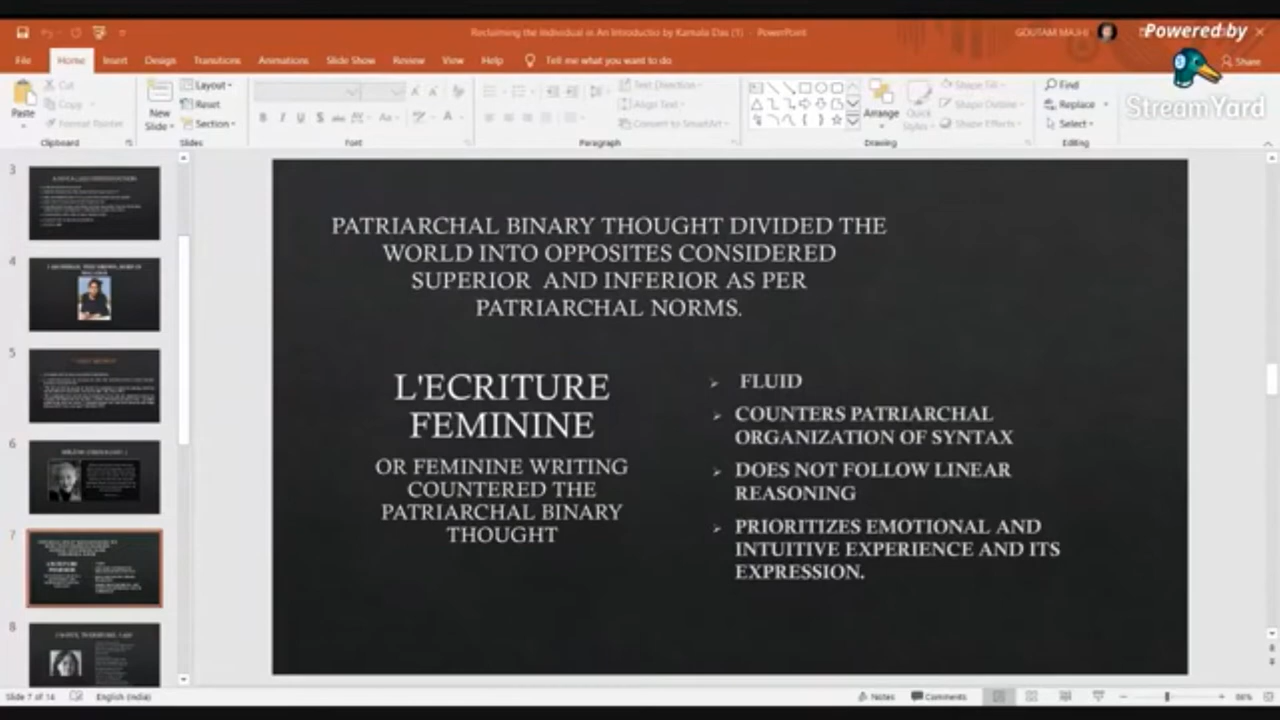 Reclaiming the Individual in An Introductio by Kamala Das (1) - PowerPoint
GOUTAM MAJHI
Powered by
StreamYard
File Home Insert Design Transitions Animations Slide Show Review View Help Tell me what you want to do Share
Paste
Cut
Copy
Format Painter
Clipboard
New
Slide
Layout
Reset
Section
Slides
Font
Text Direction
Align Text
Convert to SmartArt
Paragraph
Arrange
Quick
Styles
Shape Fill
Shape Outline
Shape Effects
Drawing
Find
Replace
Select
Editing
3
4
5
6
7
8
PATRIARCHAL BINARY THOUGHT DIVIDED THE
WORLD INTO OPPOSITES CONSIDERED
SUPERIOR AND INFERIOR AS PER
PATRIARCHAL NORMS.
L'ECRITURE
FEMININE
OR FEMININE WRITING
COUNTERED THE
PATRIARCHAL BINARY
THOUGHT
FLUID
COUNTERS PATRIARCHAL
ORGANIZATION OF SYNTAX
DOES NOT FOLLOW LINEAR
REASONING
PRIORITIZES EMOTIONAL AND
INTUITIVE EXPERIENCE AND ITS
EXPRESSION.
Slide 7 of 14 English (India) Notes Comments